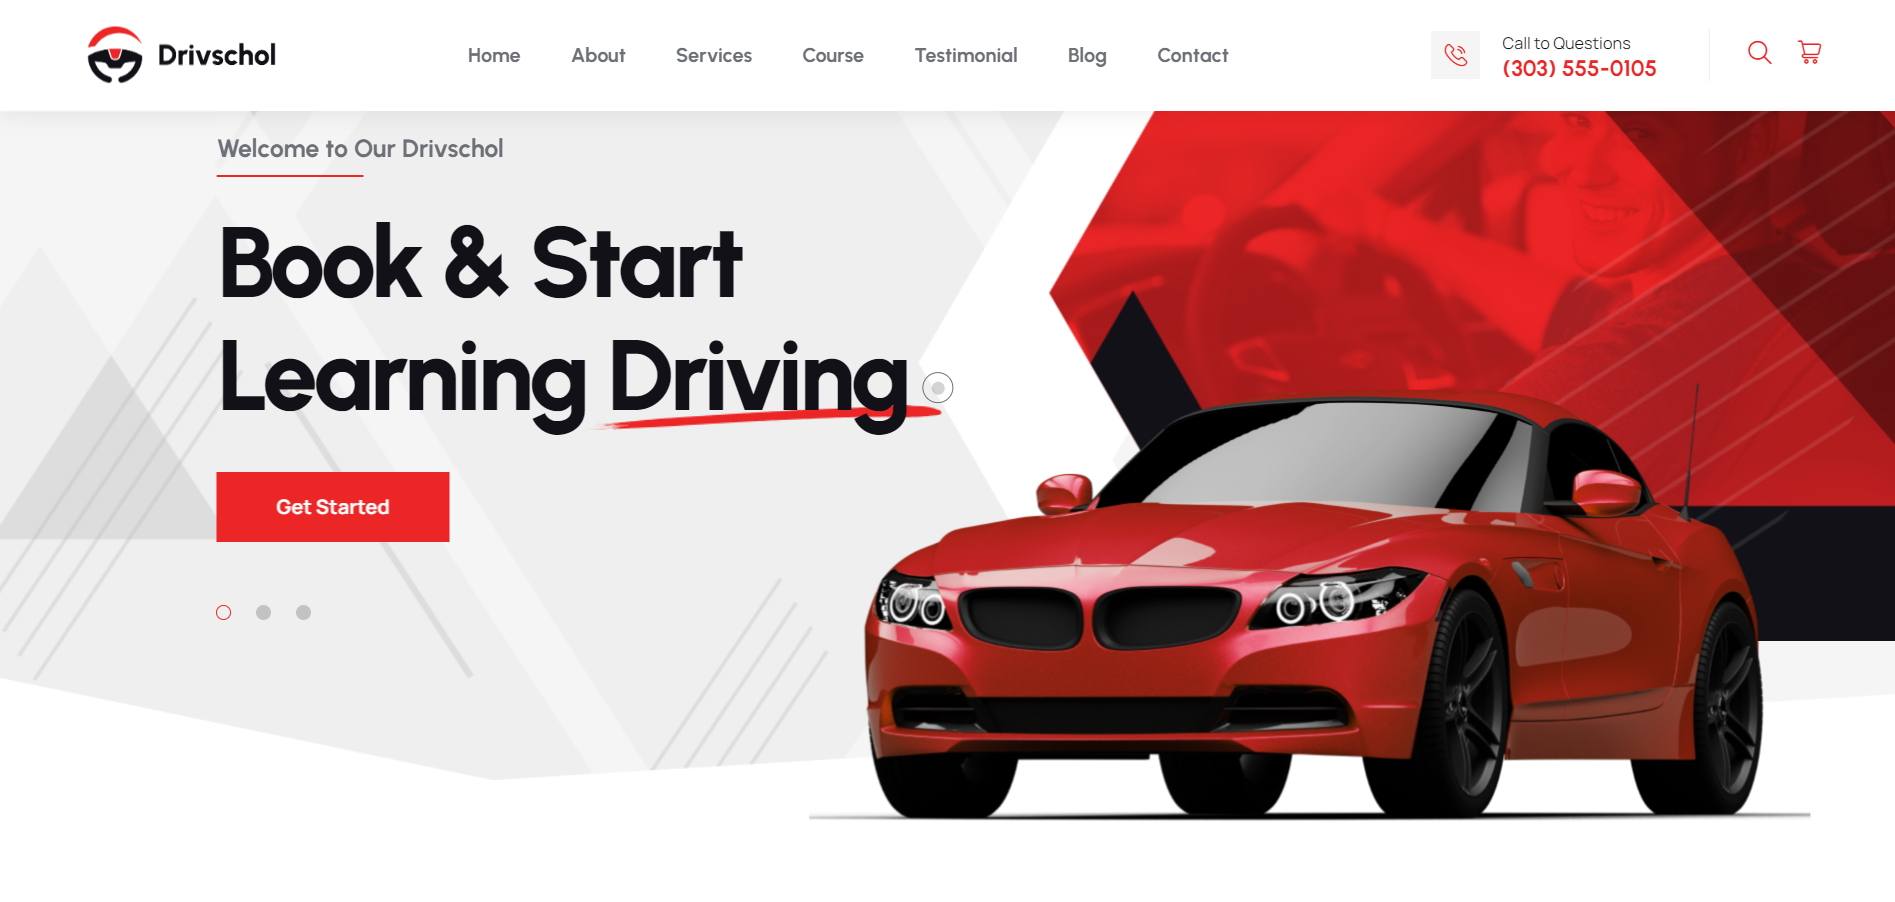 Drivschol
Home About Services Course Testimonial Blog Contact
Call to Questions
(303) 555-0105
Welcome to Our Drivschol
Book & Start
Learning Driving
Get Started